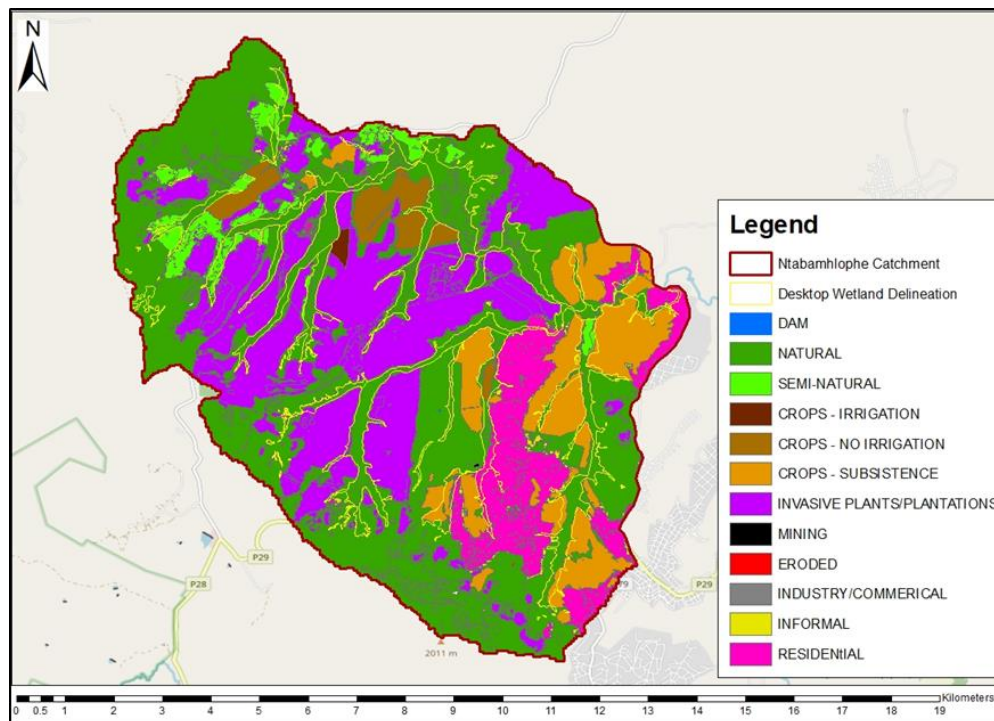 N
Legend
Ntabamhlophe Catchment
Desktop Wetland Delineation
DAM
NATURAL
SEMI-NATURAL
CROPS - IRRIGATION
CROPS - NO IRRIGATION
CROPS - SUBSISTENCE
INVASIVE PLANTS/PLANTATIONS
MINING
ERODED
INDUSTRY/COMMERICAL
INFORMAL
RESIDENtIAL
P29
P28
P29
2011 m
Kilometers
0 0.5 1 2 3 4 5 6 7 8 9 10 11 12 13 14 15 16 17 18 19